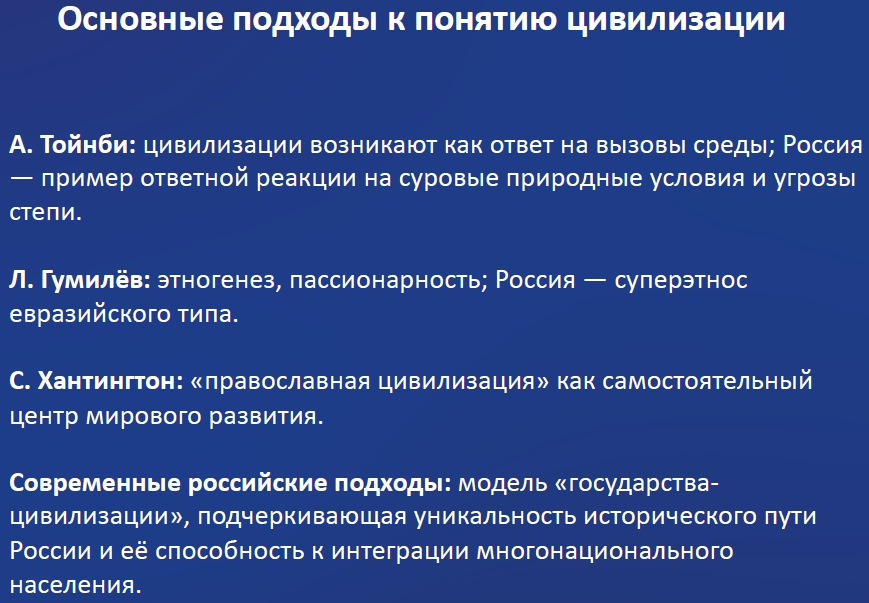 Основные подходы к понятию цивилизации
А. Тойнби: цивилизации возникают как ответ на вызовы среды; Россия
— пример ответной реакции на суровые природные условия и угрозы
степи.
Л. Гумилёв: этногенез, пассионарность; Россия — суперэтнос
евразийского типа.
С. Хантингтон: «православная цивилизация» как самостоятельный
центр мирового развития.
Современные российские подходы: модель «государства-
цивилизации», подчеркивающая уникальность исторического пути
России и её способность к интеграции многонационального
населения.